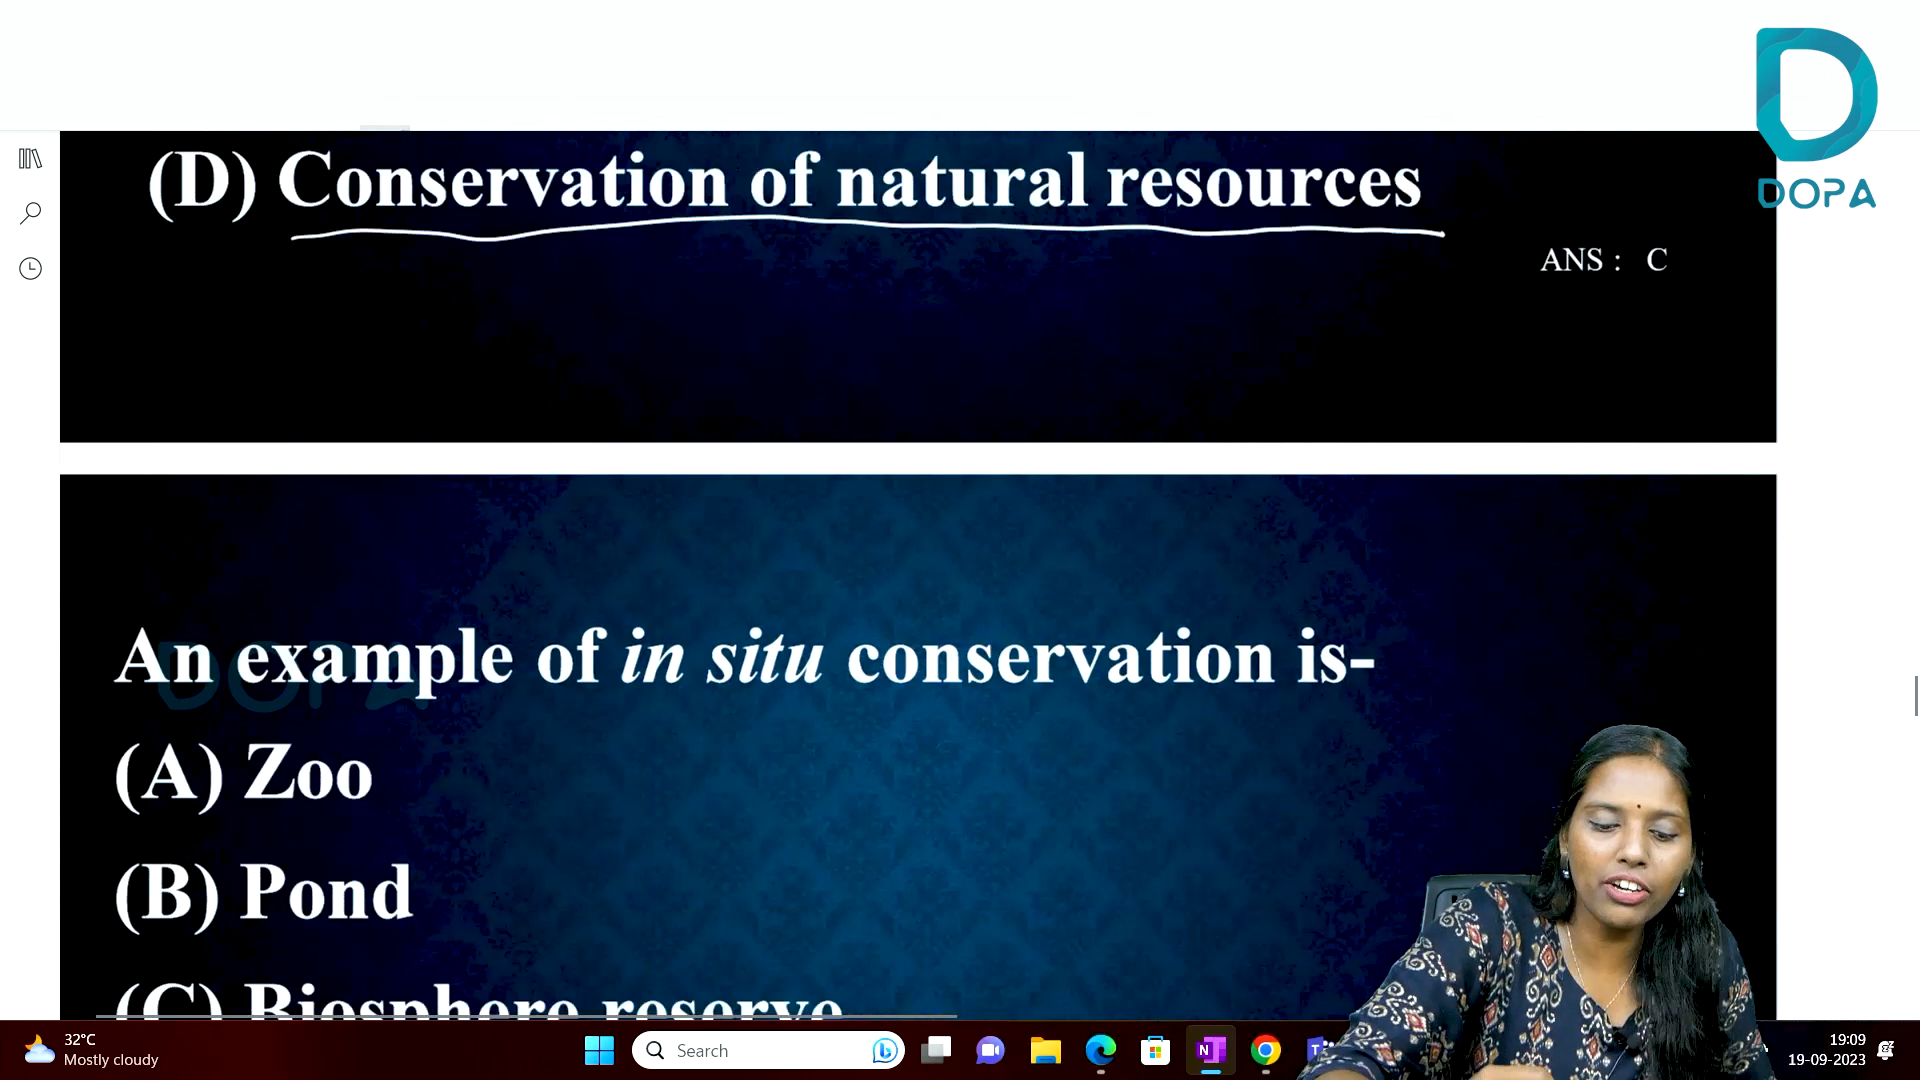 (D) Conservation of natural resources
DOPA
ANS : C
An example of in situ conservation is-
DOPA
(A) Zoo
(B) Pond
(C) Biosphere reserve
32°C
Mostly cloudy
Search
19:09
19-09-2023